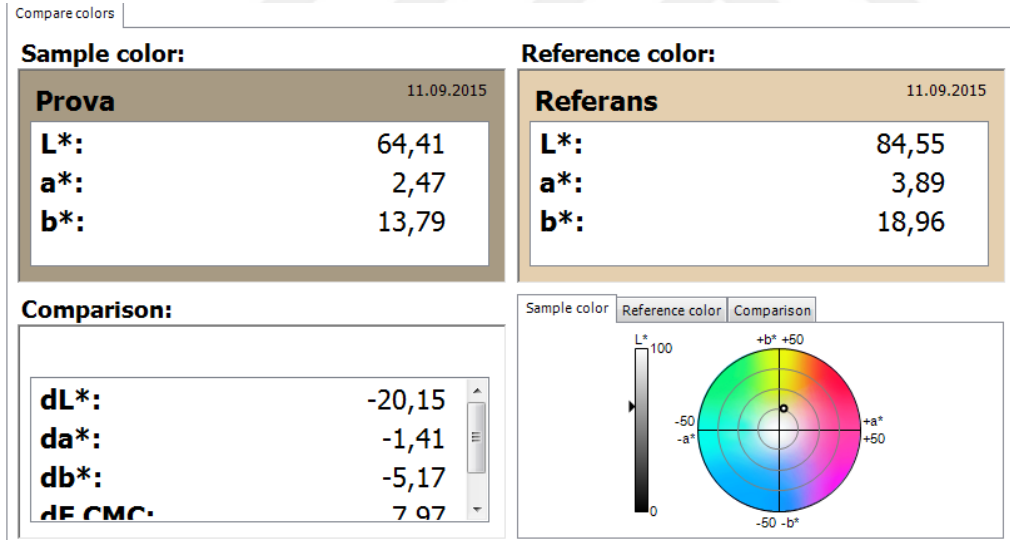 Compare colors
Sample color:
Prova 11.09.2015
L*: 64,41
a*: 2,47
b*: 13,79
Reference color:
Referans 11.09.2015
L*: 84,55
a*: 3,89
b*: 18,96
Comparison:
dL*: -20,15
da*: -1,41
db*: -5,17
dE CMC: 7,97
Sample color Reference color Comparison
L*
100
0
+b* +50
-50
-a*
+a*
+50
-50 -b*